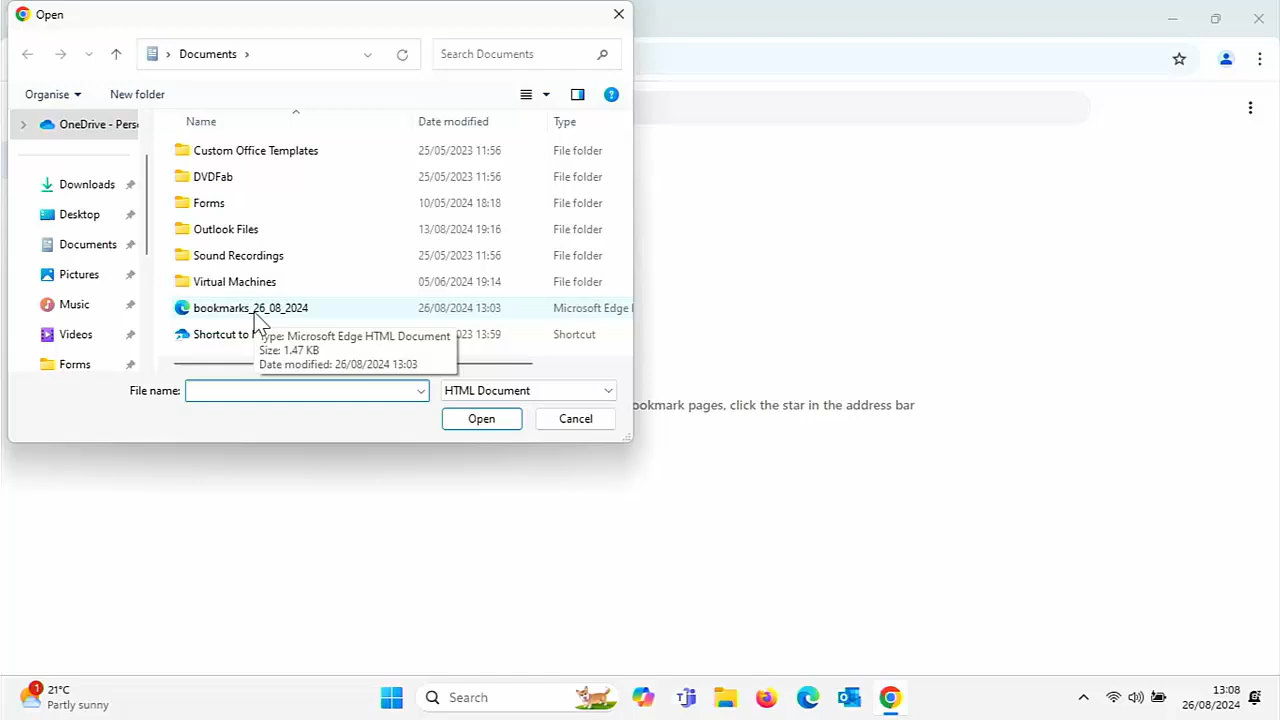 Open
Documents
Search Documents
Organise
New folder
Name
Date modified
Type
OneDrive - Pers
Downloads
Desktop
Documents
Pictures
Music
Videos
Forms
Custom Office Templates 25/05/2023 11:56 File folder
DVDFab 25/05/2023 11:56 File folder
Forms 10/05/2024 18:18 File folder
Outlook Files 13/08/2024 19:16 File folder
Sound Recordings 25/05/2023 11:56 File folder
Virtual Machines 05/06/2024 19:14 File folder
bookmarks_26_08_2024 26/08/2024 13:03 Microsoft Edge
Shortcut to 023 13:59 Shortcut
Type: Microsoft Edge HTML Document
Size: 1.47 KB
Date modified: 26/08/2024 13:03
File name:
HTML Document
Open
Cancel
ookmark pages, click the star in the address bar
1
21°C
Partly sunny
Search
13:08
26/08/2024